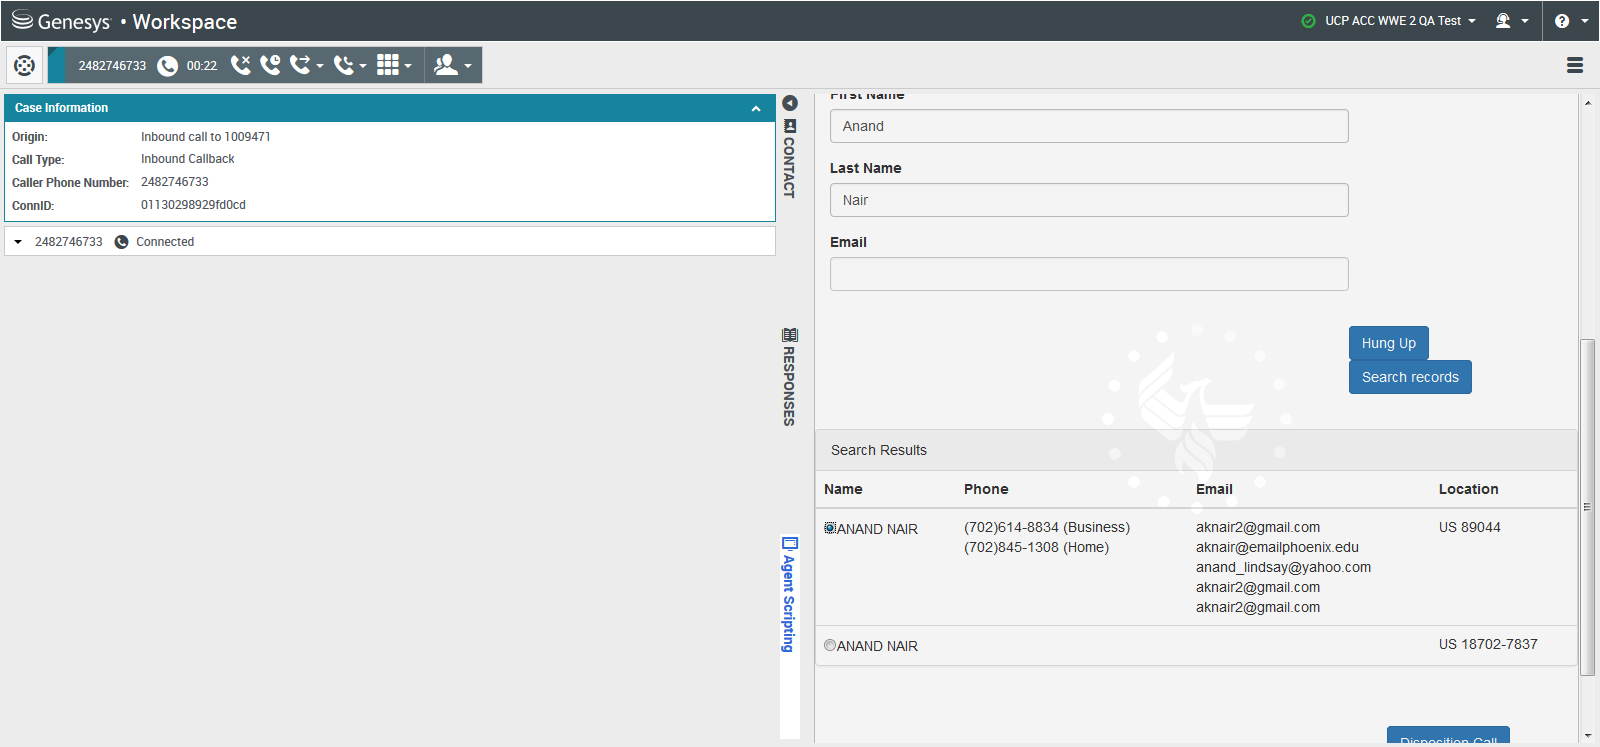 Genesys • Workspace
UCP ACC WWE 2 QA Test
2482746733 00:22
Case Information
Origin: Inbound call to 1009471
Call Type: Inbound Callback
Caller Phone Number: 2482746733
ConnID: 01130298929fd0cd
2482746733 Connected
CONTACT
RESPONSES
Agent Scripting
First Name
Anand
Last Name
Nair
Email
Hung Up
Search records
Search Results
Name Phone Email Location
ANAND NAIR (702)614-8834 (Business) aknair2@gmail.com US 89044
(702)845-1308 (Home) aknair@emailphoenix.edu
anand_lindsay@yahoo.com
aknair2@gmail.com
aknair2@gmail.com
ANAND NAIR US 18702-7837
Disposition Call